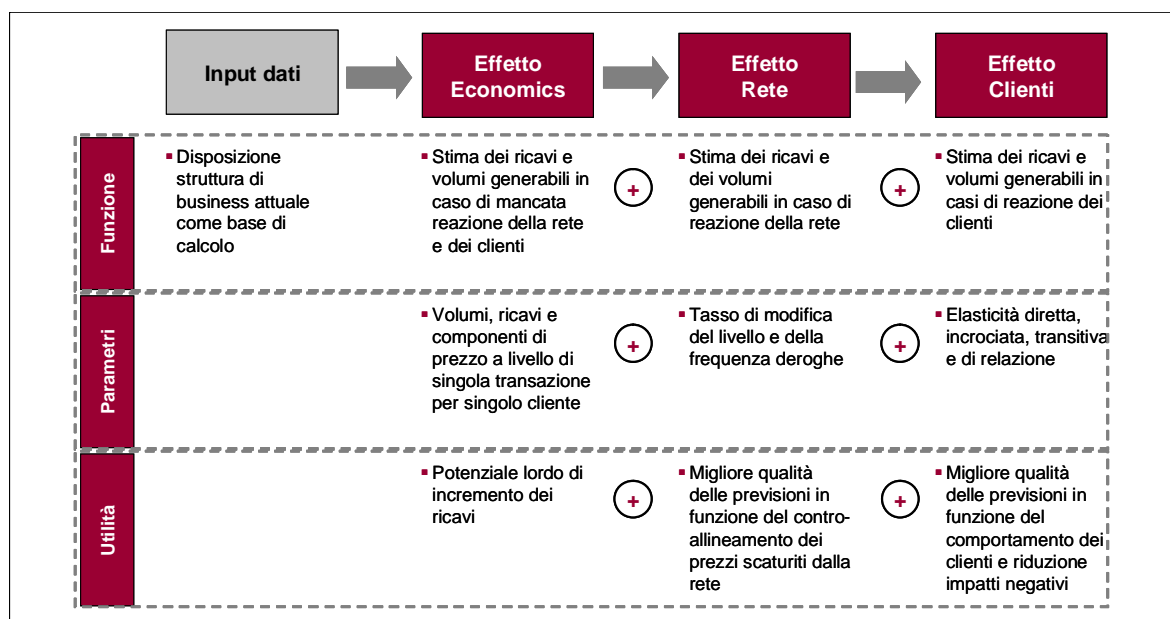 Input dati
Effetto
Economics
Effetto
Rete
Effetto
Clienti
Funzione
▪ Disposizione
struttura di
business attuale
come base di
calcolo
▪ Stima dei ricavi e
volumi generabili in
caso di mancata
reazione della rete
e dei clienti
+
▪ Stima dei ricavi e
dei volumi
generabili in caso di
reazione della rete
+
▪ Stima dei ricavi e
volumi generabili in
casi di reazione dei
clienti
Parametri
▪ Volumi, ricavi e
componenti di
prezzo a livello di
singola transazione
per singolo cliente
+
▪ Tasso di modifica
del livello e della
frequenza deroghe
+
▪ Elasticità diretta,
incrociata, transitiva
e di relazione
Utilità
▪ Potenziale lordo di
incremento dei
ricavi
+
▪ Migliore qualità
delle previsioni in
funzione del contro-
allineamento dei
prezzi scaturiti dalla
rete
+
▪ Migliore qualità
delle previsioni in
funzione del
comportamento dei
clienti e riduzione
impatti negativi